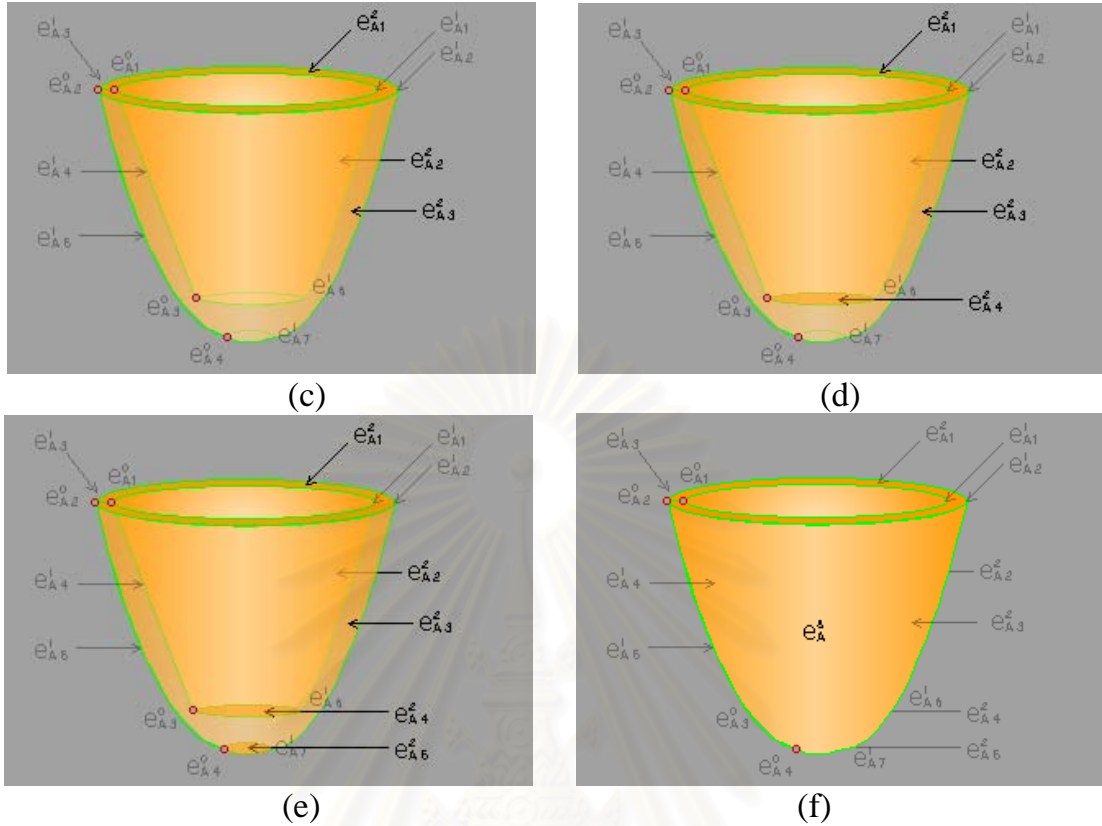 e²A1
e¹A3 e¹A1
e⁰A1 e¹A2
e⁰A2
e¹A4 e²A2
e²A3
e¹A5
e⁰A3 e¹A6
e⁰A4 e¹A7
(c)
e²A1
e¹A3 e¹A1
e⁰A1 e¹A2
e⁰A2
e¹A4 e²A2
e²A3
e¹A5
e⁰A3 e¹A6
e²A4
e⁰A4 e¹A7
(d)
e²A1
e¹A3 e¹A1
e⁰A1 e¹A2
e⁰A2
e¹A4 e²A2
e²A3
e¹A5
e⁰A3 e¹A6
e²A4
e⁰A4 e¹A7 e²A5
(e)
e²A1
e¹A3 e¹A1
e⁰A1 e¹A2
e⁰A2
e¹A4 e²A2
e³A e²A3
e¹A5
e⁰A3 e¹A6 e²A4
e⁰A4 e¹A7 e²A5
(f)